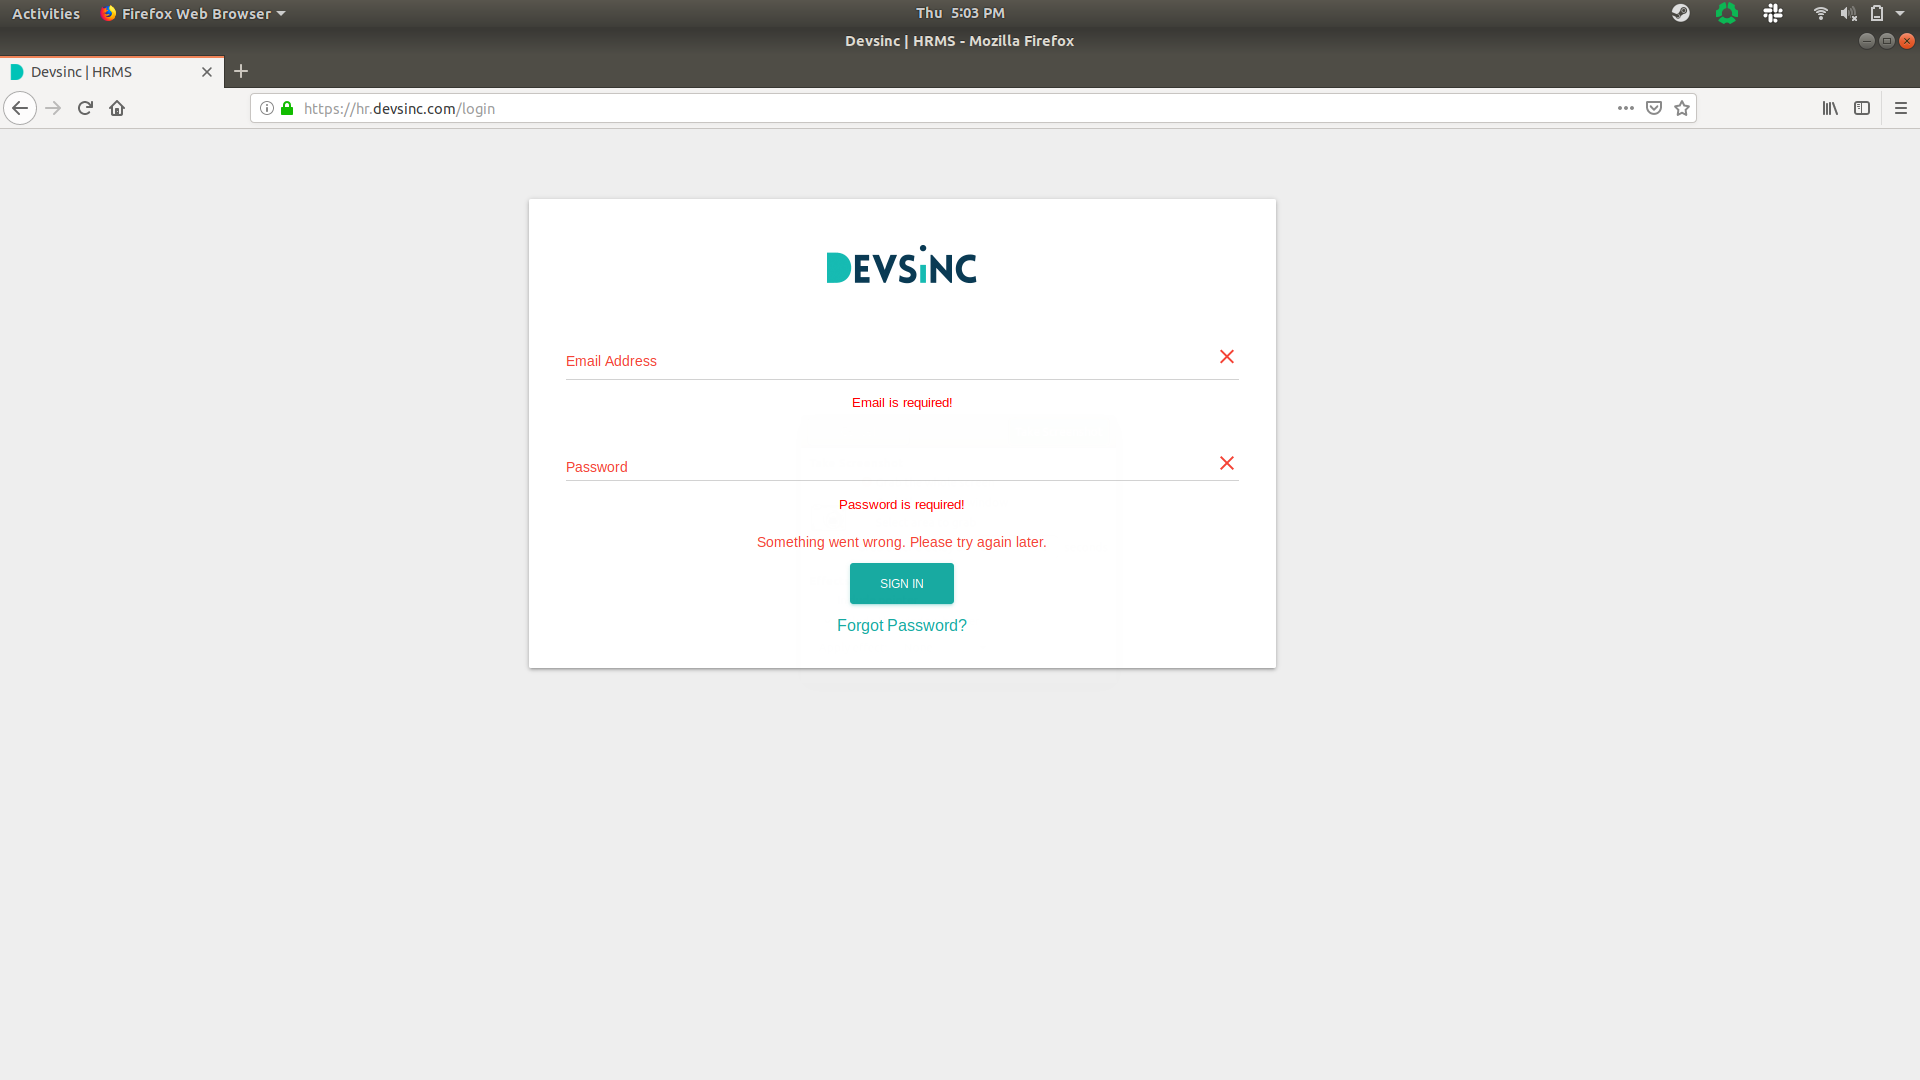 Activities Firefox Web Browser Thu 5:03 PM
Devsinc | HRMS - Mozilla Firefox
Devsinc | HRMS
https://hr.devsinc.com/login
DEVSiNC
Email Address
Email is required!
Password
Password is required!
Something went wrong. Please try again later.
SIGN IN
Forgot Password?